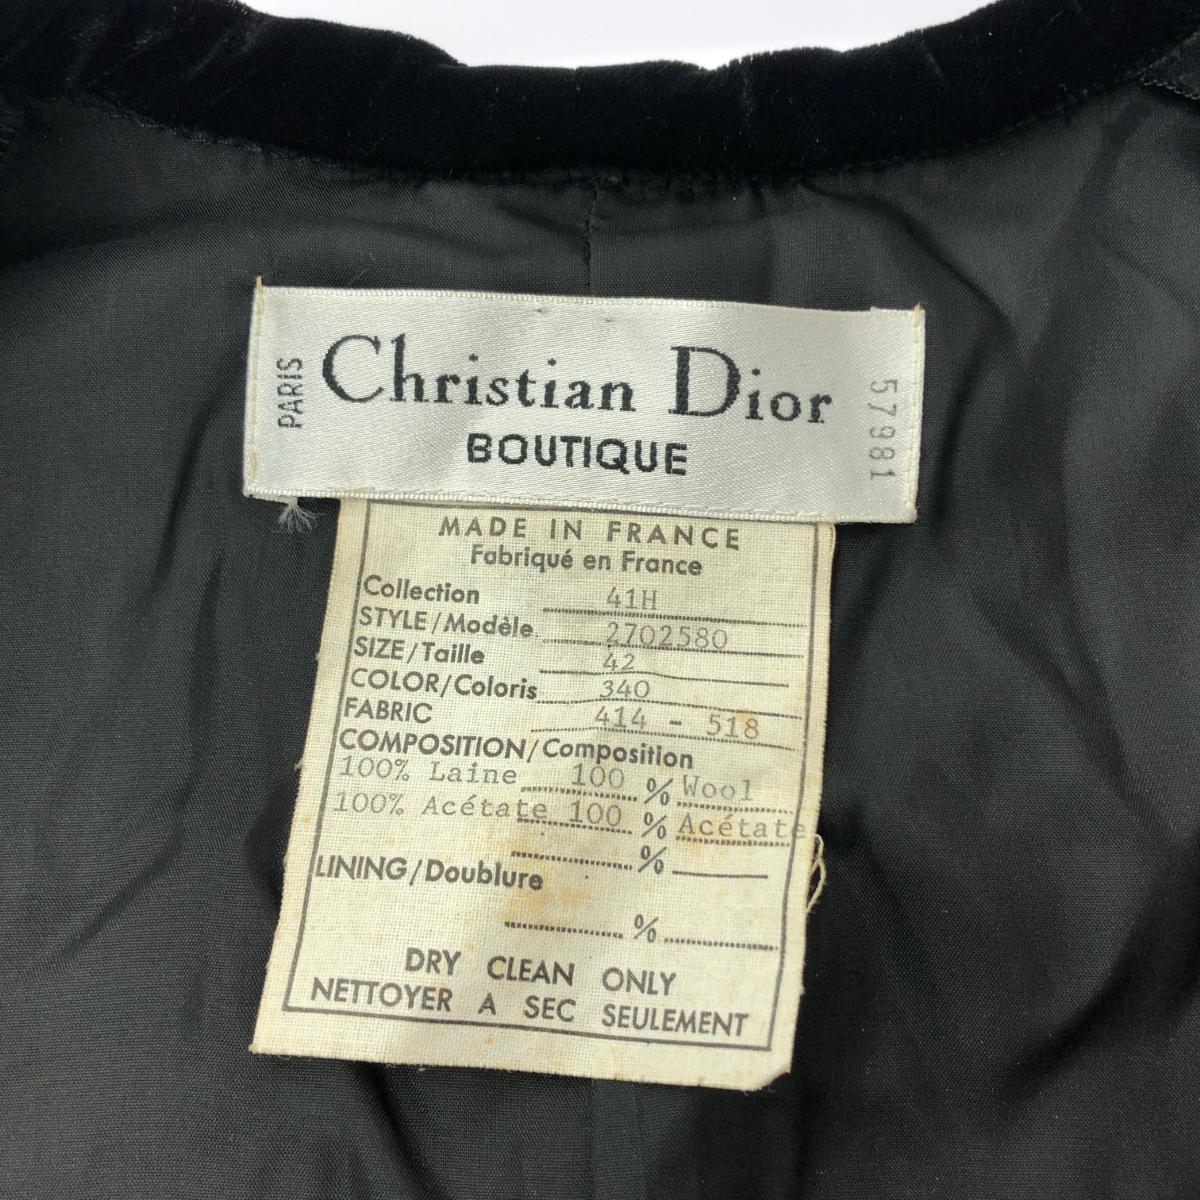 PARIS
Christian Dior
BOUTIQUE
57981
MADE IN FRANCE
Fabriqué en France
Collection 41H
STYLE/Modèle 2702580
SIZE/Taille 42
COLOR/Coloris 340
FABRIC 414 - 518
COMPOSITION/Composition
100% Laine 100 % Wool
100% Acétate 100 % Acétate
%
LINING/Doublure
%
DRY CLEAN ONLY
NETTOYER A SEC SEULEMENT